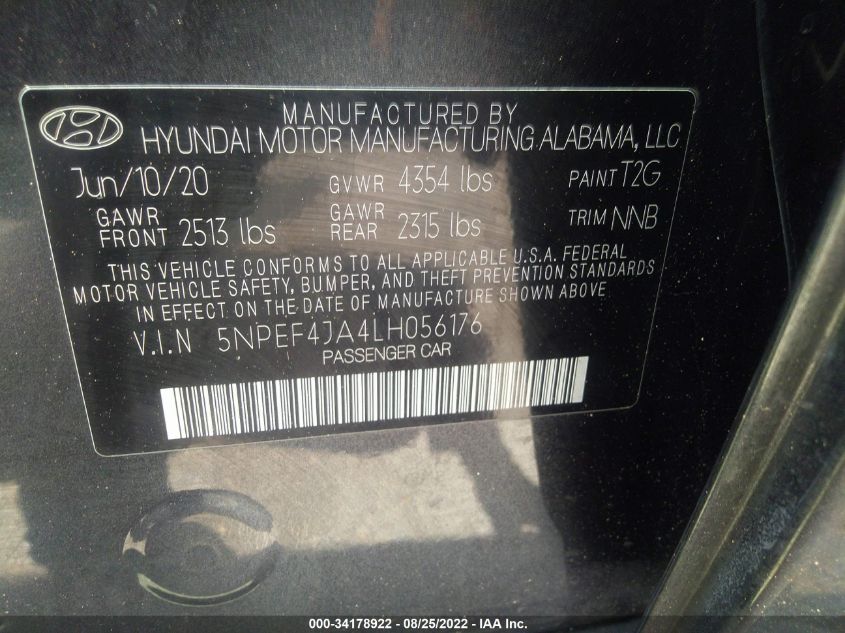 MANUFACTURED BY
HYUNDAI MOTOR MANUFACTURING ALABAMA, LLC
Jun/10/20 GVWR 4354 lbs PAINT T2G
GAWR FRONT 2513 lbs GAWR REAR 2315 lbs TRIM NNB
THIS VEHICLE CONFORMS TO ALL APPLICABLE U.S.A. FEDERAL
MOTOR VEHICLE SAFETY, BUMPER, AND THEFT PREVENTION STANDARDS
IN EFFECT ON THE DATE OF MANUFACTURE SHOWN ABOVE
V.I.N 5NPEF4JA4LH056176
PASSENGER CAR
000-34178922 - 08/25/2022 - IAA Inc.